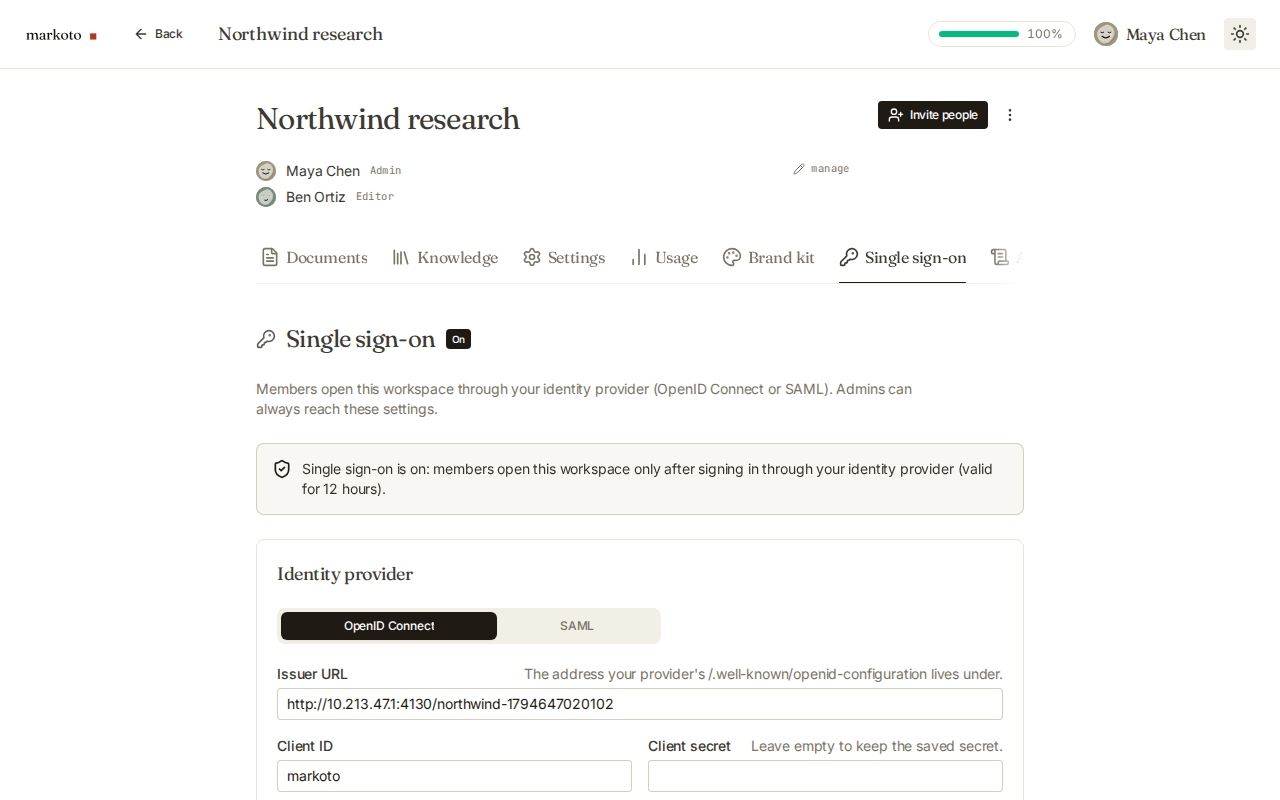 markoto
Back
Northwind research
100%
Maya Chen
Northwind research
Invite people
Maya Chen Admin
manage
Ben Ortiz Editor
Documents
Knowledge
Settings
Usage
Brand kit
Single sign-on
Single sign-on
On
Members open this workspace through your identity provider (OpenID Connect or SAML). Admins can
always reach these settings.
Single sign-on is on: members open this workspace only after signing in through your identity provider (valid
for 12 hours).
Identity provider
OpenID Connect
SAML
Issuer URL
The address your provider's /.well-known/openid-configuration lives under.
http://10.213.47.1:4130/northwind-1794647020102
Client ID
Client secret
Leave empty to keep the saved secret.
markoto